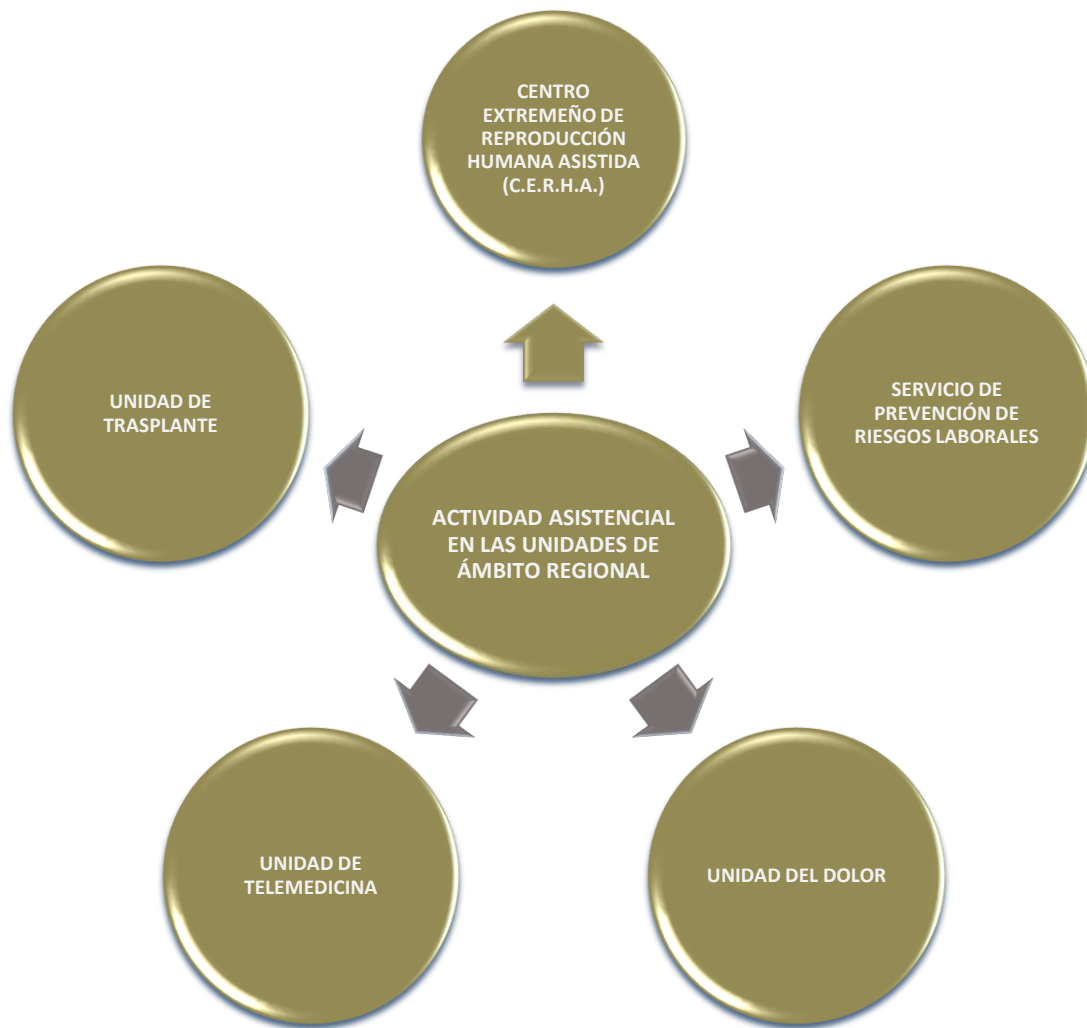 CENTRO
EXTREMEÑO DE
REPRODUCCIÓN
HUMANA ASISTIDA
(C.E.R.H.A.)
UNIDAD DE
TRASPLANTE
SERVICIO DE
PREVENCIÓN DE
RIESGOS LABORALES
ACTIVIDAD ASISTENCIAL
EN LAS UNIDADES DE
ÁMBITO REGIONAL
UNIDAD DE
TELEMEDICINA
UNIDAD DEL DOLOR